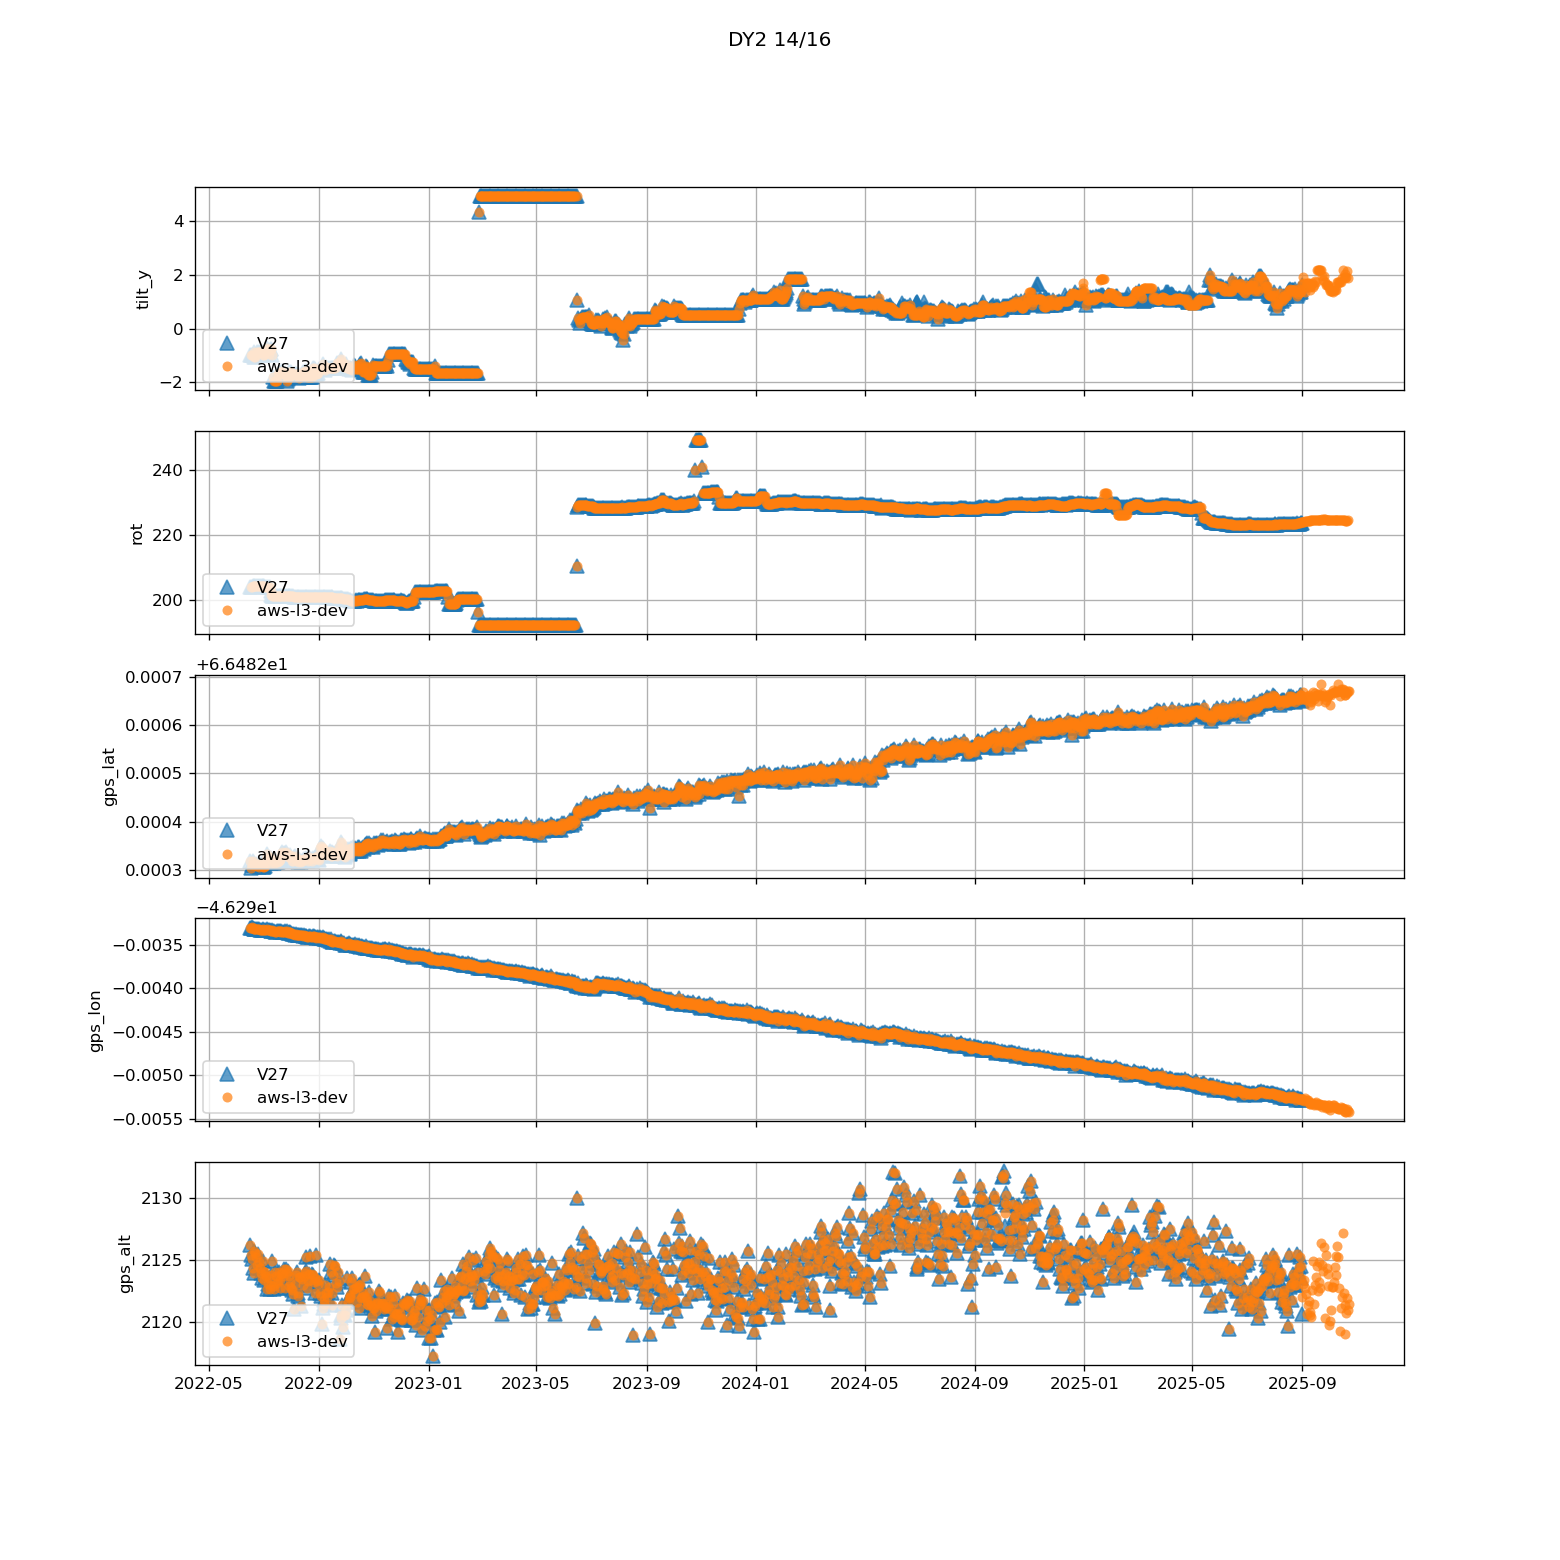 DY2 14/16
4
2
0
−2
tilt_y
V27
aws-l3-dev
240
220
200
rot
V27
aws-l3-dev
+6.6482e1
0.0007
0.0006
0.0005
0.0004
0.0003
gps_lat
V27
aws-l3-dev
−4.629e1
−0.0035
−0.0040
−0.0045
−0.0050
−0.0055
gps_lon
V27
aws-l3-dev
2130
2125
2120
gps_alt
V27
aws-l3-dev
2022-05 2022-09 2023-01 2023-05 2023-09 2024-01 2024-05 2024-09 2025-01 2025-05 2025-09